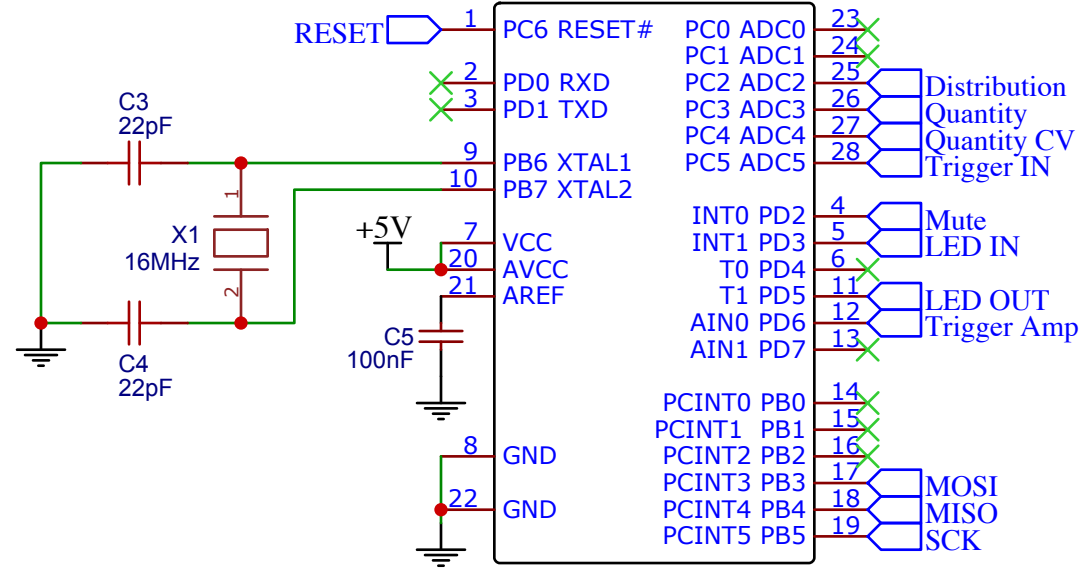 RESET
1
PC6 RESET#
PC0 ADC0
23
PC1 ADC1
24
2
PD0 RXD
PC2 ADC2
25
Distribution
3
PD1 TXD
PC3 ADC3
26
Quantity
PC4 ADC4
27
Quantity CV
9
PB6 XTAL1
PC5 ADC5
28
Trigger IN
10
PB7 XTAL2
C3
22pF
1
X1
16MHz
2
C4
22pF
INT0 PD2
4
Mute
+5V
7
VCC
INT1 PD3
5
LED IN
20
AVCC
T0 PD4
6
21
AREF
T1 PD5
11
LED OUT
C5
100nF
AIN0 PD6
12
Trigger Amp
AIN1 PD7
13
PCINT0 PB0
14
PCINT1 PB1
15
8
GND
PCINT2 PB2
16
PCINT3 PB3
17
MOSI
22
GND
PCINT4 PB4
18
MISO
PCINT5 PB5
19
SCK